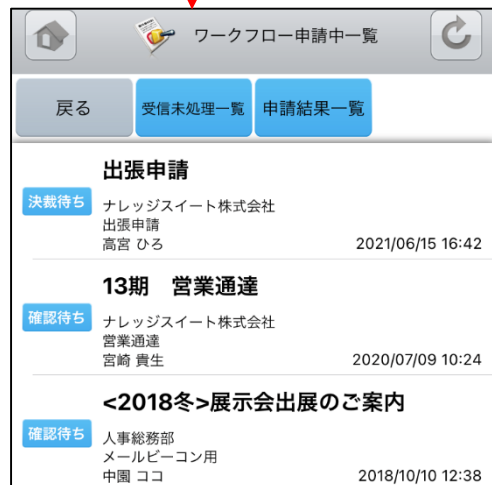 ワークフロー申請中一覧
戻る
受信未処理一覧
申請結果一覧
出張申請
決裁待ち
ナレッジスイート株式会社
出張申請
高宮 ひろ
2021/06/15 16:42
13期　営業通達
確認待ち
ナレッジスイート株式会社
営業通達
宮崎 貴生
2020/07/09 10:24
<2018冬>展示会出展のご案内
確認待ち
人事総務部
メールビーコン用
中園 ココ
2018/10/10 12:38